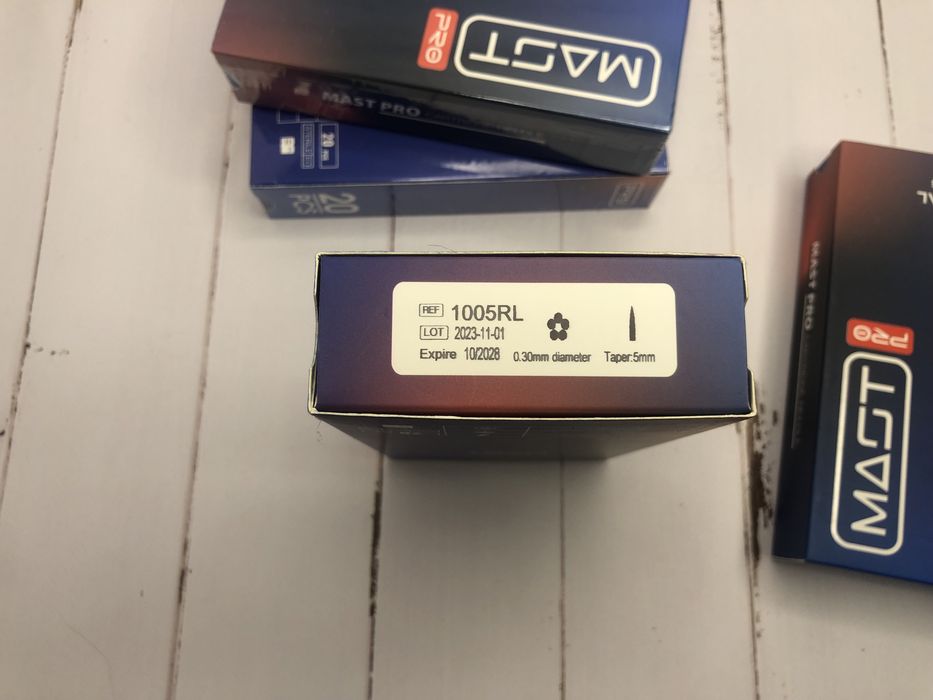 MAST
PRO
MAST PRO
20 PCS
20
PCS
REF 1005RL
LOT 2023-11-01
Expire 10/2028
0.30mm diameter
Taper:5mm
MAST PRO
PRO
MAST